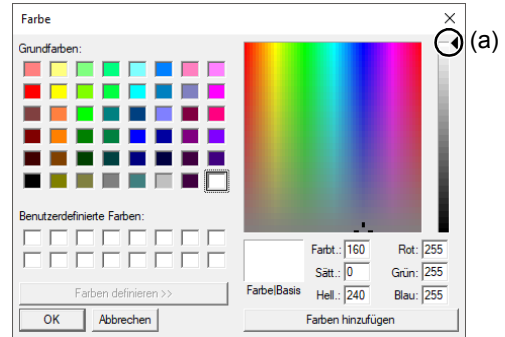 Farbe
(a)
Grundfarben:
Benutzerdefinierte Farben:
Farben definieren >>
OK Abbrechen
Farbe|Basis
Farbt.: 160 Rot: 255
Sätt.: 0 Grün: 255
Hell.: 240 Blau: 255
Farben hinzufügen